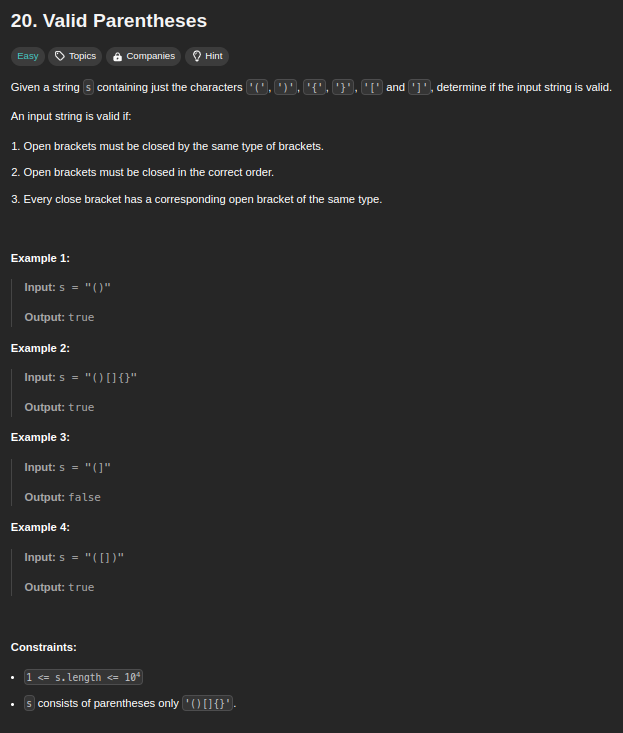 20. Valid Parentheses
Easy Topics Companies Hint
Given a string s containing just the characters '(', ')', '{', '}', '[' and ']', determine if the input string is valid.
An input string is valid if:
1. Open brackets must be closed by the same type of brackets.
2. Open brackets must be closed in the correct order.
3. Every close bracket has a corresponding open bracket of the same type.
Example 1:
Input: s = "()"
Output: true
Example 2:
Input: s = "()[]{}"
Output: true
Example 3:
Input: s = "(]"
Output: false
Example 4:
Input: s = "([])"
Output: true
Constraints:
• 1 <= s.length <= 10⁴
• s consists of parentheses only '()[]{}'.